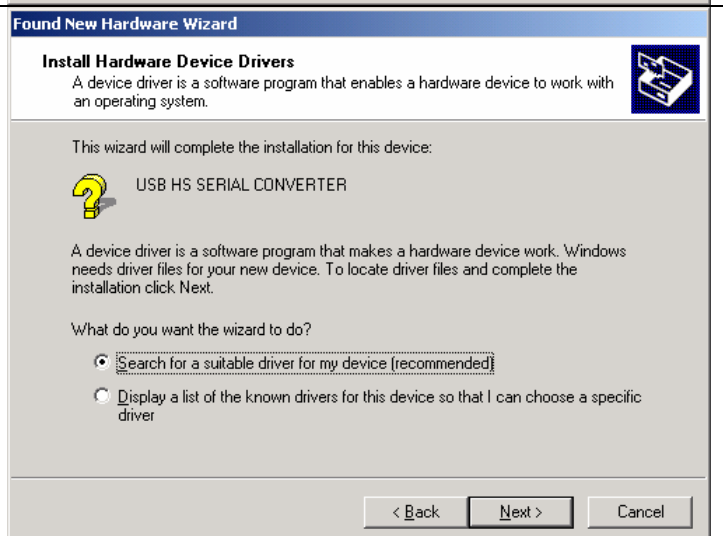 Found New Hardware Wizard
Install Hardware Device Drivers
A device driver is a software program that enables a hardware device to work with
an operating system.
This wizard will complete the installation for this device:
USB HS SERIAL CONVERTER
A device driver is a software program that makes a hardware device work. Windows
needs driver files for your new device. To locate driver files and complete the
installation click Next.
What do you want the wizard to do?
Search for a suitable driver for my device (recommended)
Display a list of the known drivers for this device so that I can choose a specific
driver
< Back Next > Cancel